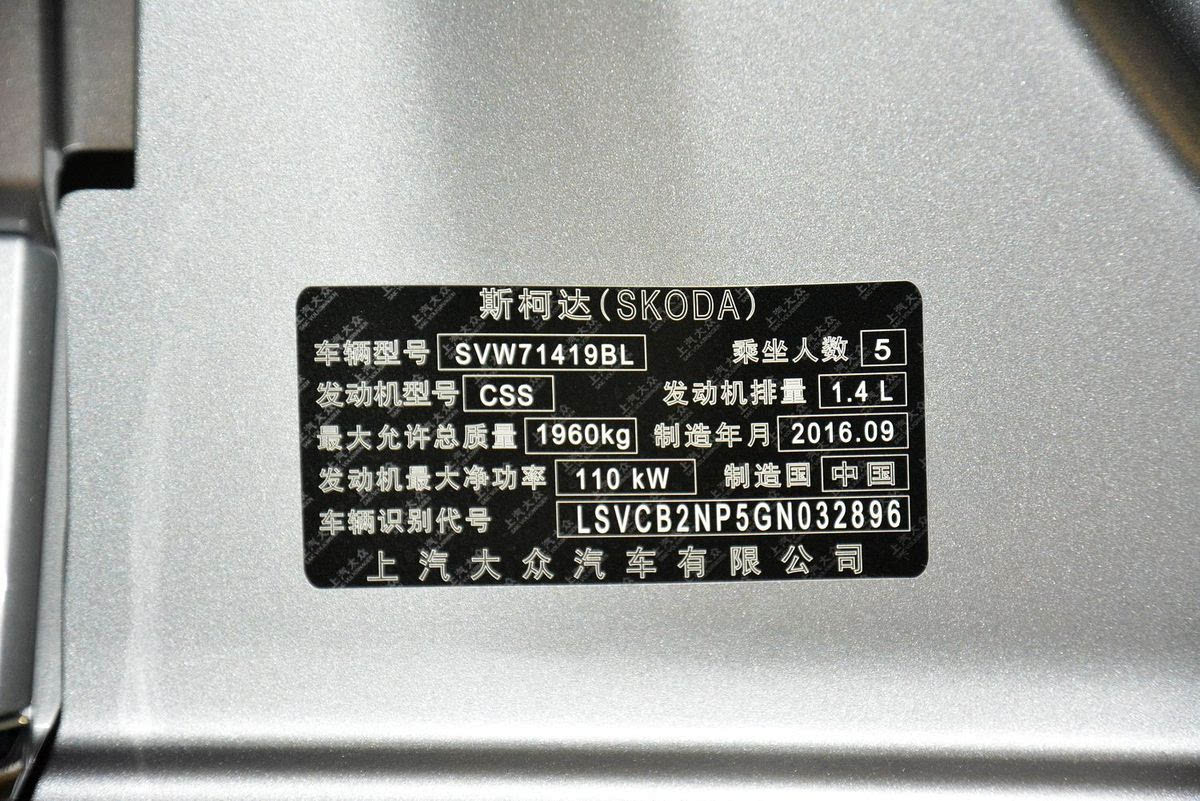 斯柯达(SKODA)
车辆型号 SVW71419BL 乘坐人数 5
发动机型号 CSS 发动机排量 1.4 L
最大允许总质量 1960kg 制造年月 2016.09
发动机最大净功率 110 kW 制造国 中国
车辆识别代号 LSVCB2NP5GN032896
上汽大众汽车有限公司